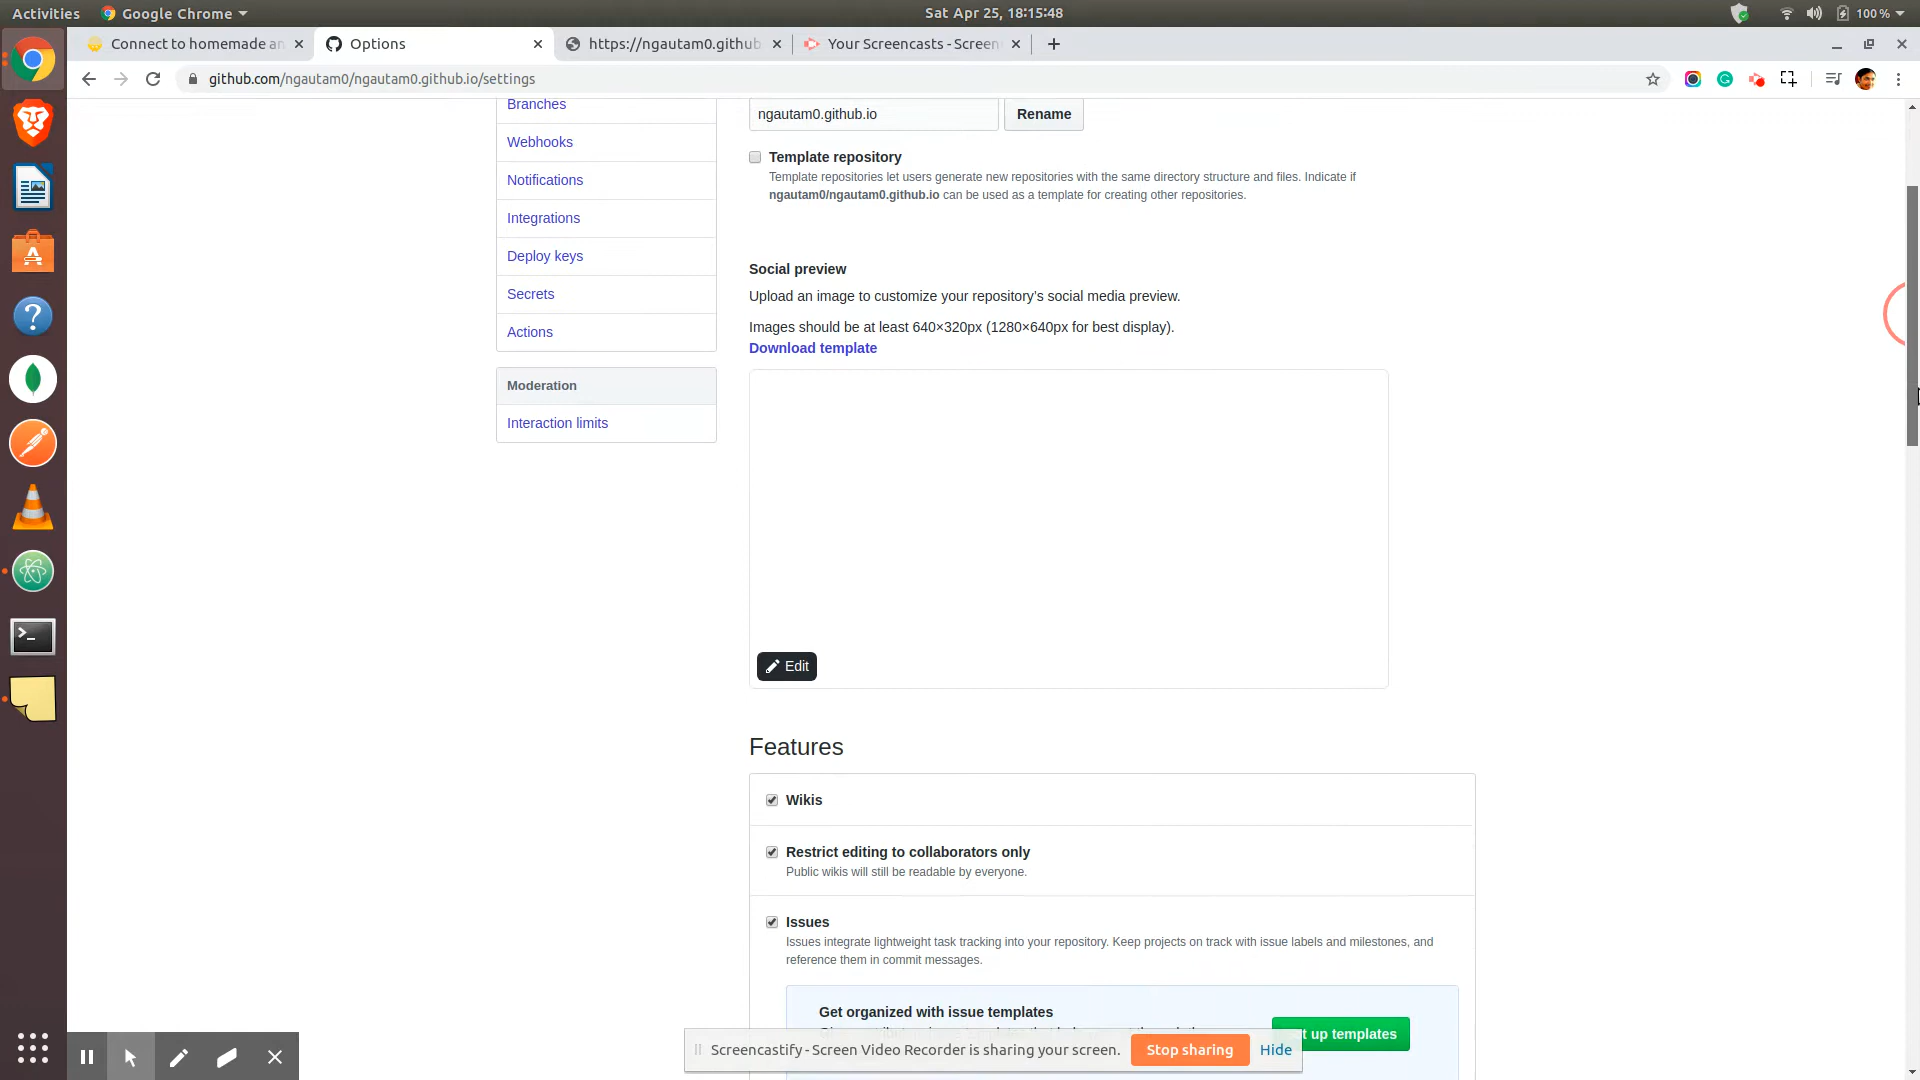 Activities
Google Chrome
Sat Apr 25, 18:15:48
100 %
Connect to homemade an
Options
https://ngautam0.github
Your Screencasts - Screen
github.com/ngautam0/ngautam0.github.io/settings
Branches
Webhooks
Notifications
Integrations
Deploy keys
Secrets
Actions
Moderation
Interaction limits
ngautam0.github.io
Rename
Template repository
Template repositories let users generate new repositories with the same directory structure and files. Indicate if
ngautam0/ngautam0.github.io can be used as a template for creating other repositories.
Social preview
Upload an image to customize your repository's social media preview.
Images should be at least 640×320px (1280×640px for best display).
Download template
Edit
Features
Wikis
Restrict editing to collaborators only
Public wikis will still be readable by everyone.
Issues
Issues integrate lightweight task tracking into your repository. Keep projects on track with issue labels and milestones, and
reference them in commit messages.
Get organized with issue templates
up templates
Screencastify - Screen Video Recorder is sharing your screen.
Stop sharing
Hide